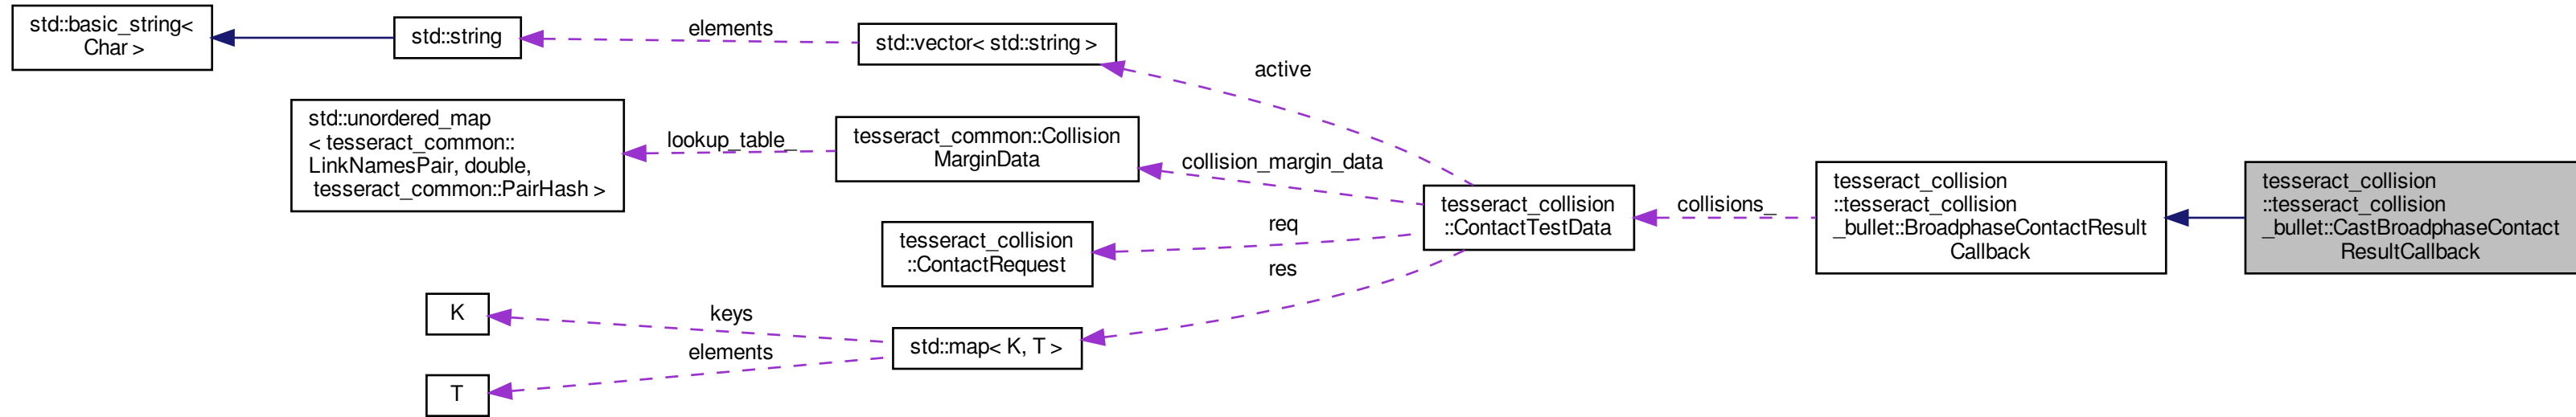 std::basic_string<
Char >
std::string
elements
std::vector< std::string >
active
std::unordered_map
< tesseract_common::
LinkNamesPair, double,
tesseract_common::PairHash >
lookup_table_
tesseract_common::Collision
MarginData
collision_margin_data
req
res
tesseract_collision
::ContactRequest
tesseract_collision
::ContactTestData
collisions_
tesseract_collision
::tesseract_collision
_bullet::BroadphaseContactResult
Callback
tesseract_collision
::tesseract_collision
_bullet::CastBroadphaseContact
ResultCallback
K
keys
elements
std::map< K, T >
T